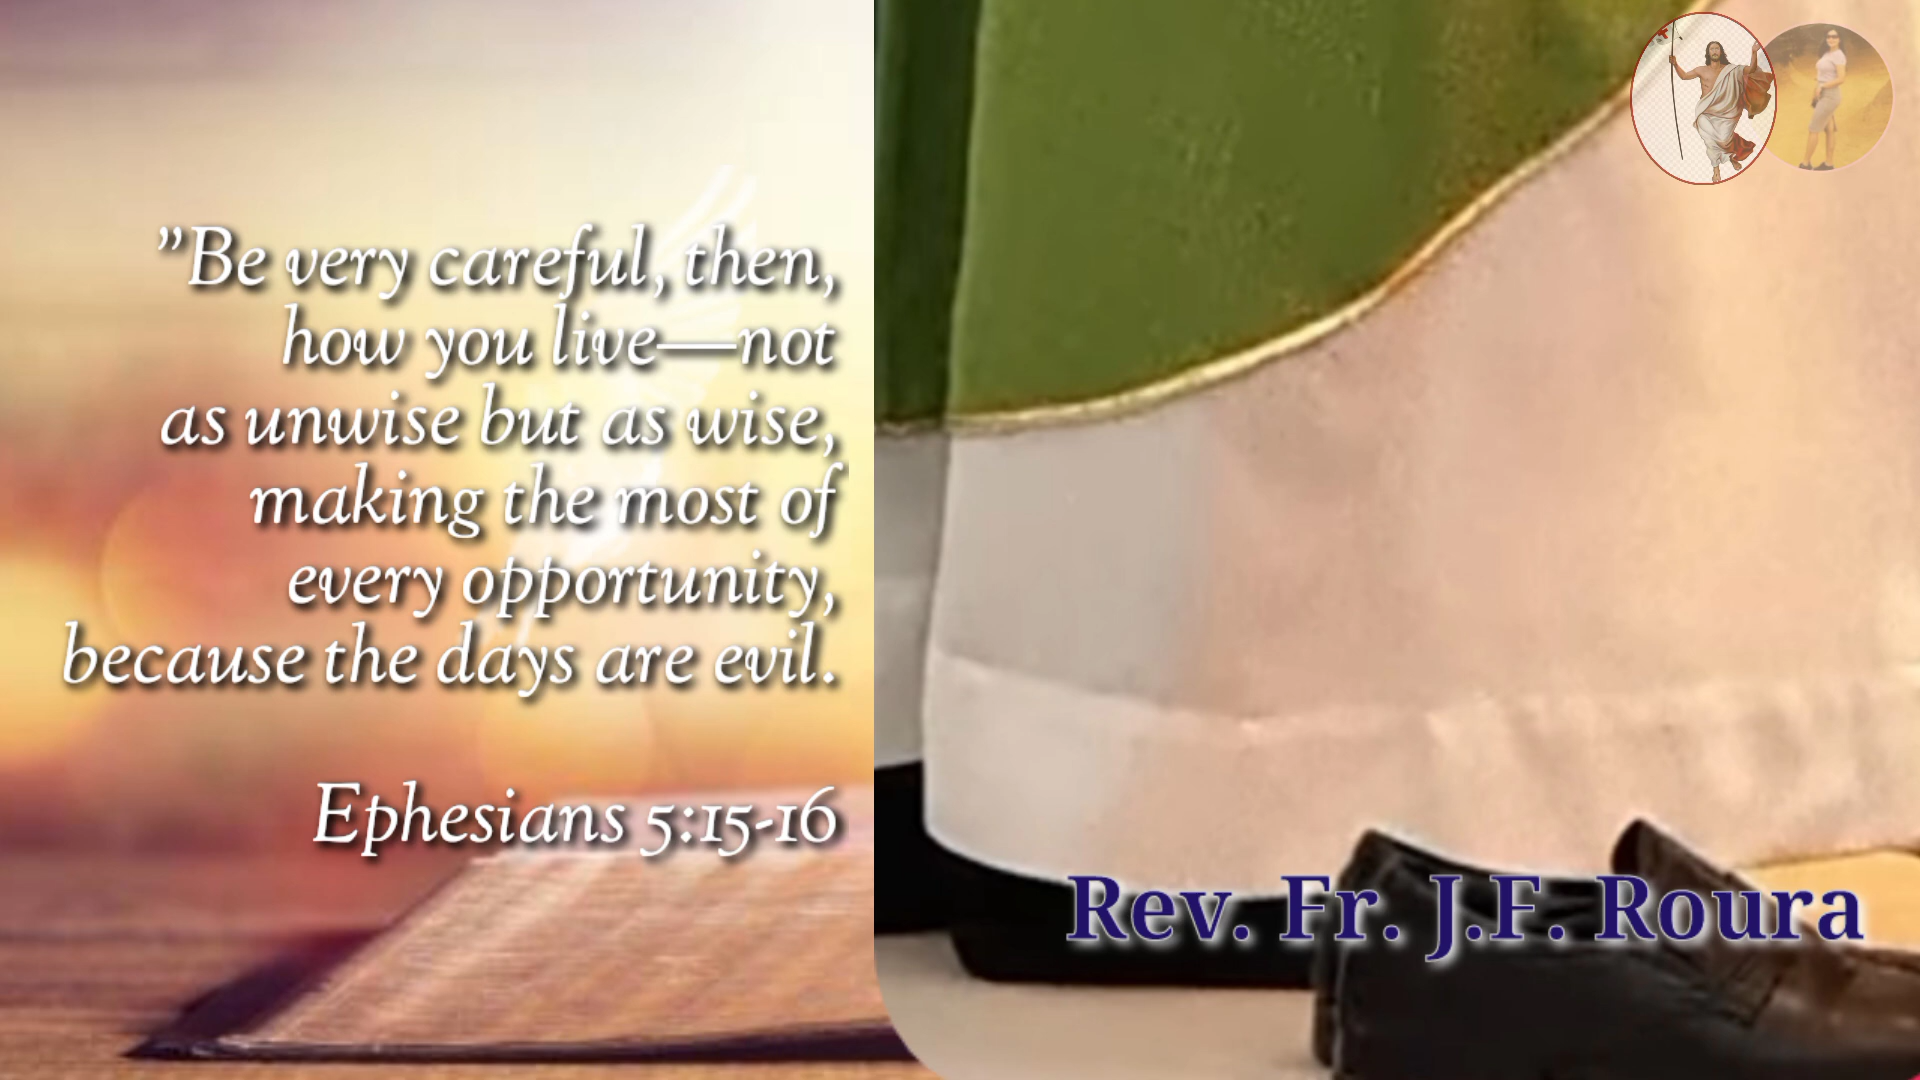 ”Be very careful, then,
how you live—not
as unwise but as wise,
making the most of
every opportunity,
because the days are evil.
Ephesians 5:15-16
Rev. Fr. J.F. Roura